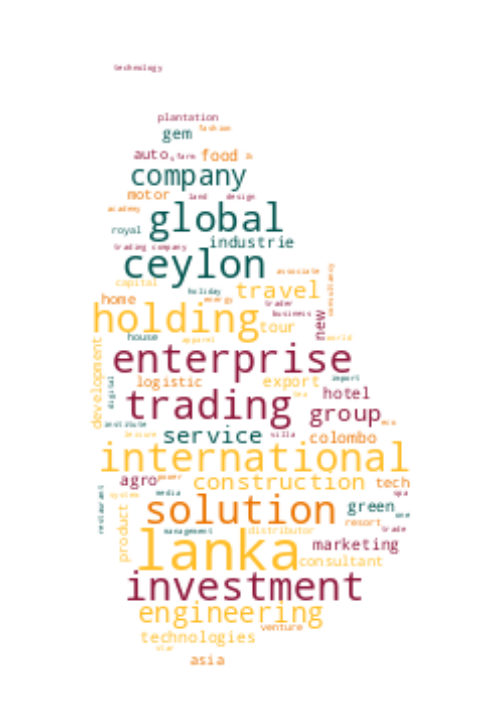 technology
plantation
fashion
gem
auto
farm
food
company
motor
land
design
academy
global
royal
industrie
trading company
ceylon
associate
consultancy
capital
holiday
travel
home
energy
trader
holding
business
new
tour
house
apparel
world
development
enterprise
digital
logistic
export
import
hotel
trading
group
institute
service
leisure
villa
colombo
international
agro
power
construction
tech
restaurant
system
media
spa
product
solution
green
one
resort
management
distributor
trade
lanka
marketing
consultant
investment
engineering
venture
technologies
star
asia